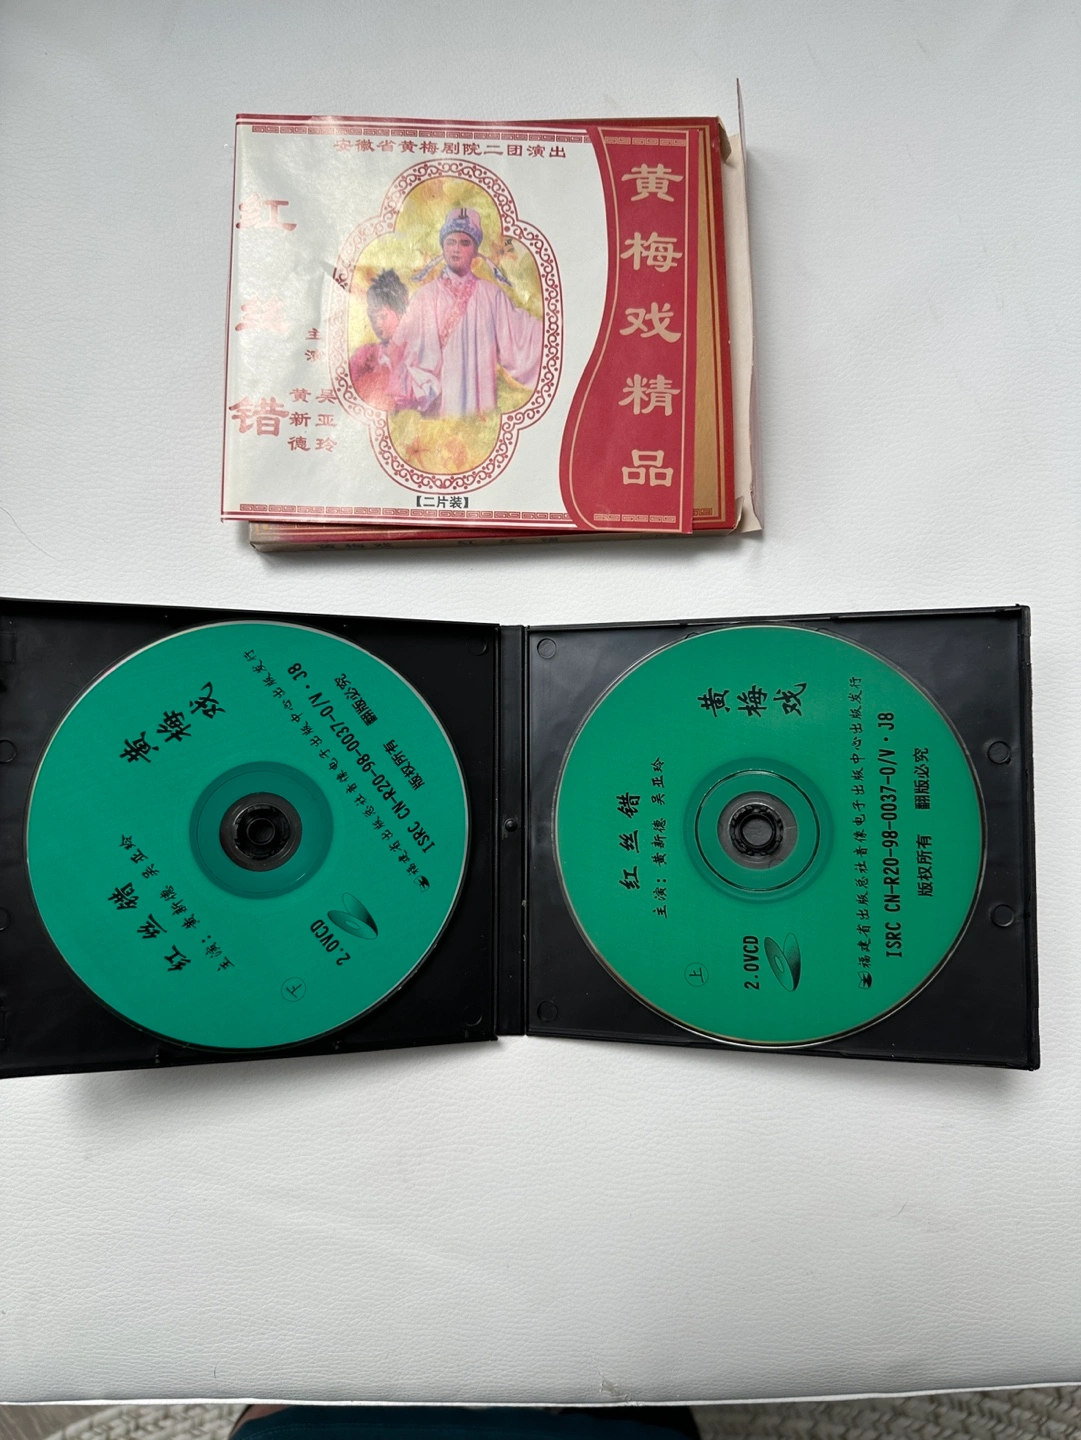 安徽省黄梅剧院二团演出
红丝错
主演
吴亚玲
黄新德
【二片装】
黄梅戏精品
黄梅戏 红丝错
黄梅戏
红丝错
主演：黄新德 吴亚玲
下
2.0VCD
福建省出版总社音像电子出版中心出版发行
ISRC CN-R20-98-0037-0/V·J8
版权所有 翻版必究
黄梅戏
红丝错
主演：黄新德 吴亚玲
上
2.0VCD
福建省出版总社音像电子出版中心出版发行
ISRC CN-R20-98-0037-0/V·J8
版权所有 翻版必究